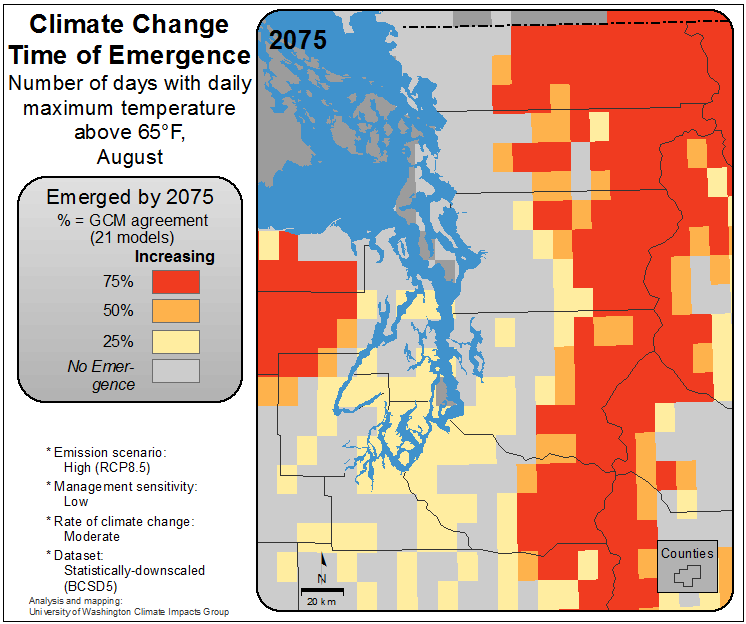 Climate Change
Time of Emergence
Number of days with daily
maximum temperature
above 65°F,
August
Emerged by 2075
% = GCM agreement
(21 models)
Increasing
75%
50%
25%
No Emer-
gence
* Emission scenario:
High (RCP8.5)
* Management sensitivity:
Low
* Rate of climate change:
Moderate
* Dataset:
Statistically-downscaled
(BCSD5)
Analysis and mapping:
University of Washington Climate Impacts Group
2075
N
20 km
Counties